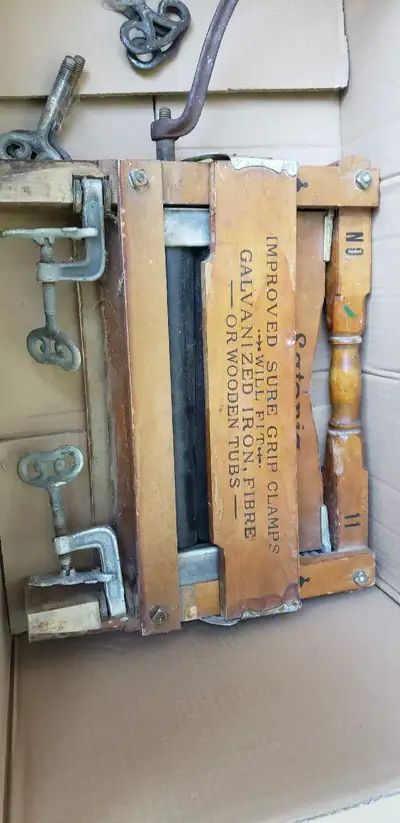 IMPROVED SURE GRIP CLAMPS
WILL FIT
GALVANIZED IRON, FIBRE
— OR WOODEN TUBS —
NO
11